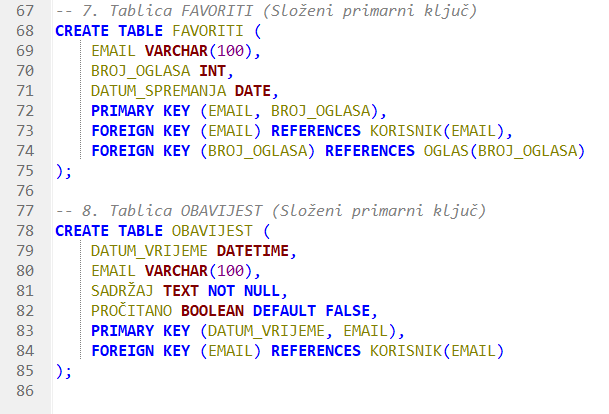 67 -- 7. Tablica FAVORITI (Složeni primarni ključ)
68 CREATE TABLE FAVORITI (
69     EMAIL VARCHAR(100),
70     BROJ_OGLASA INT,
71     DATUM_SPREMANJA DATE,
72     PRIMARY KEY (EMAIL, BROJ_OGLASA),
73     FOREIGN KEY (EMAIL) REFERENCES KORISNIK(EMAIL),
74     FOREIGN KEY (BROJ_OGLASA) REFERENCES OGLAS(BROJ_OGLASA)
75 );
76
77 -- 8. Tablica OBAVIJEST (Složeni primarni ključ)
78 CREATE TABLE OBAVIJEST (
79     DATUM_VRIJEME DATETIME,
80     EMAIL VARCHAR(100),
81     SADRŽAJ TEXT NOT NULL,
82     PROČITANO BOOLEAN DEFAULT FALSE,
83     PRIMARY KEY (DATUM_VRIJEME, EMAIL),
84     FOREIGN KEY (EMAIL) REFERENCES KORISNIK(EMAIL)
85 );
86